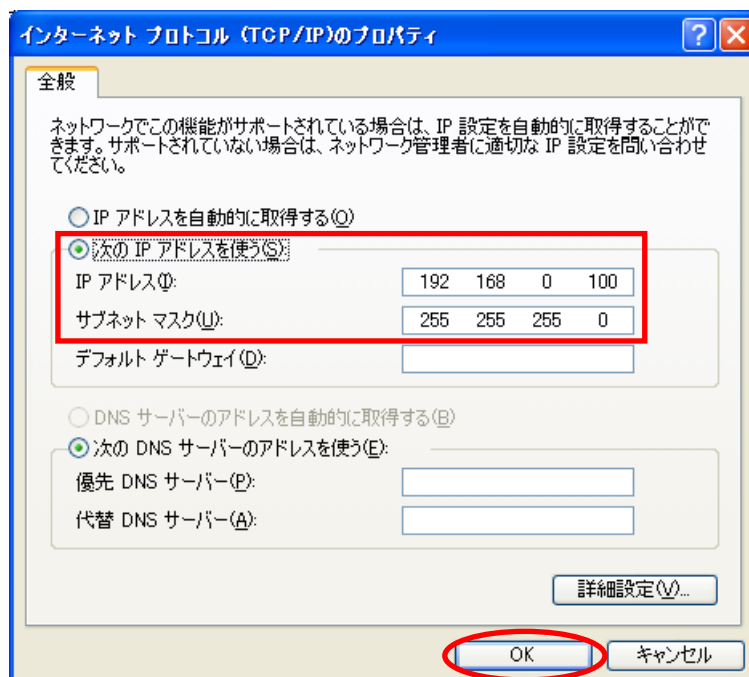 インターネット プロトコル (TCP/IP)のプロパティ
全般
ネットワークでこの機能がサポートされている場合は、IP 設定を自動的に取得することがで
きます。サポートされていない場合は、ネットワーク管理者に適切な IP 設定を問い合わせ
てください。
IP アドレスを自動的に取得する(O)
次の IP アドレスを使う(S):
IP アドレス(I): 192 168 0 100
サブネット マスク(U): 255 255 255 0
デフォルト ゲートウェイ(D):
DNS サーバーのアドレスを自動的に取得する(B)
次の DNS サーバーのアドレスを使う(E):
優先 DNS サーバー(P):
代替 DNS サーバー(A):
詳細設定(V)...
OK キャンセル